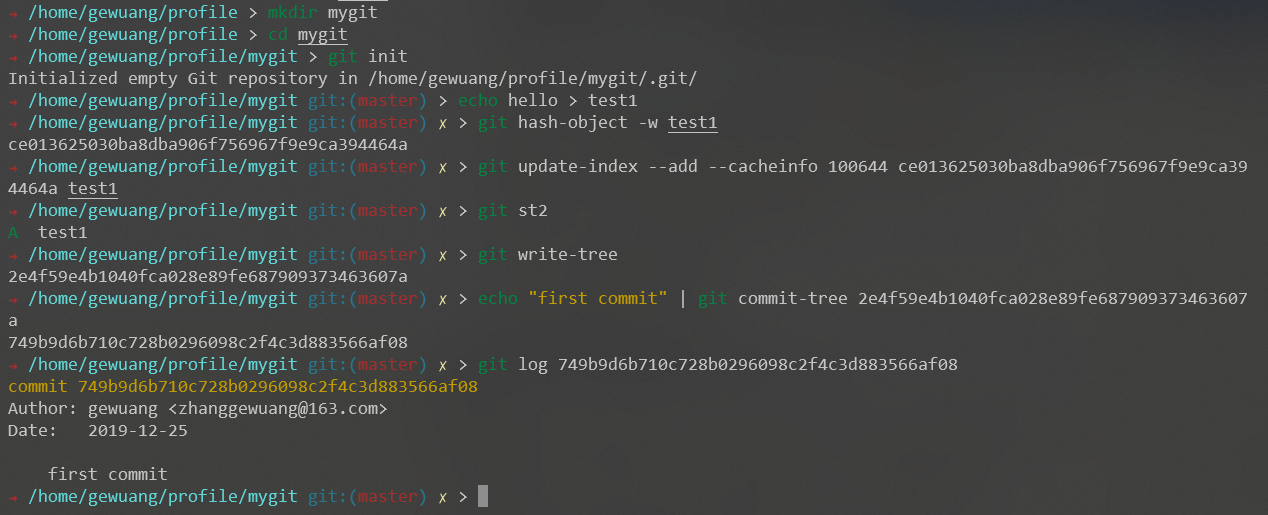 → /home/gewuang/profile > mkdir mygit
→ /home/gewuang/profile > cd mygit
→ /home/gewuang/profile/mygit > git init
Initialized empty Git repository in /home/gewuang/profile/mygit/.git/
→ /home/gewuang/profile/mygit git:(master) > echo hello > test1
→ /home/gewuang/profile/mygit git:(master) ✗ > git hash-object -w test1
ce013625030ba8dba906f756967f9e9ca394464a
→ /home/gewuang/profile/mygit git:(master) ✗ > git update-index --add --cacheinfo 100644 ce013625030ba8dba906f756967f9e9ca39
4464a test1
→ /home/gewuang/profile/mygit git:(master) ✗ > git st2
A  test1
→ /home/gewuang/profile/mygit git:(master) ✗ > git write-tree
2e4f59e4b1040fca028e89fe687909373463607a
→ /home/gewuang/profile/mygit git:(master) ✗ > echo "first commit" | git commit-tree 2e4f59e4b1040fca028e89fe687909373463607
a
749b9d6b710c728b0296098c2f4c3d883566af08
→ /home/gewuang/profile/mygit git:(master) ✗ > git log 749b9d6b710c728b0296098c2f4c3d883566af08
commit 749b9d6b710c728b0296098c2f4c3d883566af08
Author: gewuang <zhanggewuang@163.com>
Date:   2019-12-25

    first commit
→ /home/gewuang/profile/mygit git:(master) ✗ >